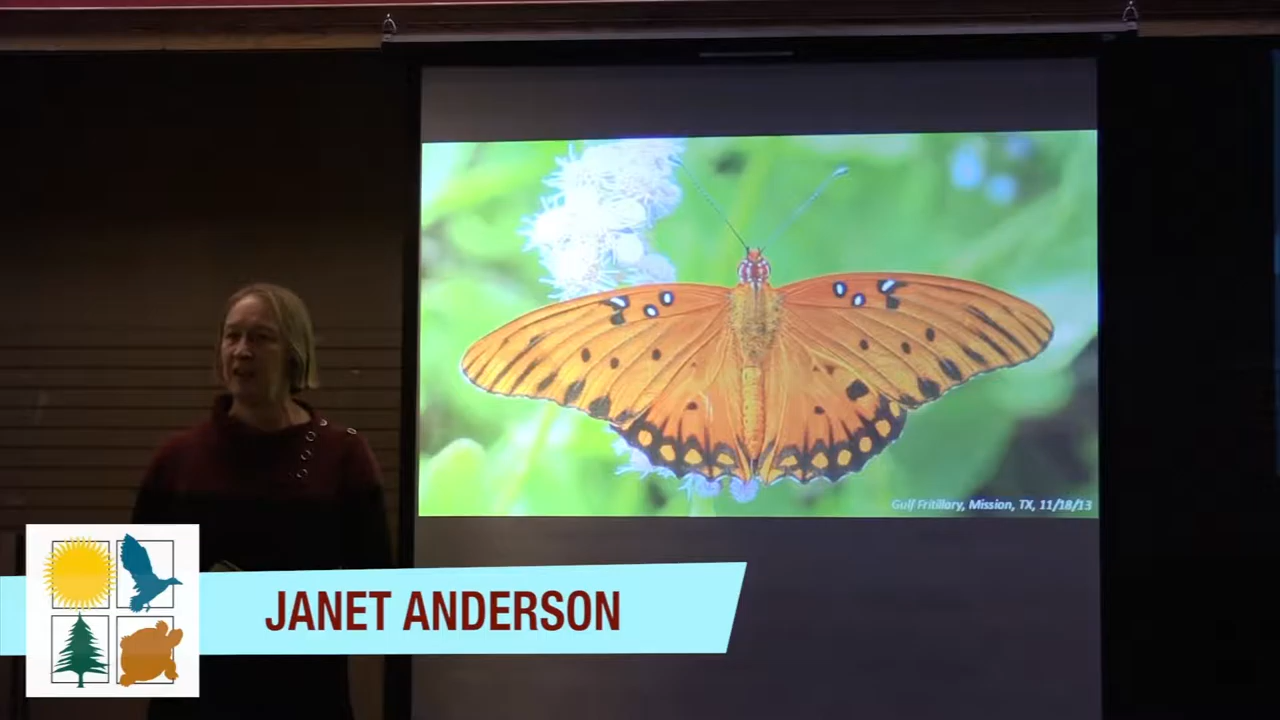 Gulf Fritillary, Mission, TX, 11/18/13
JANET ANDERSON